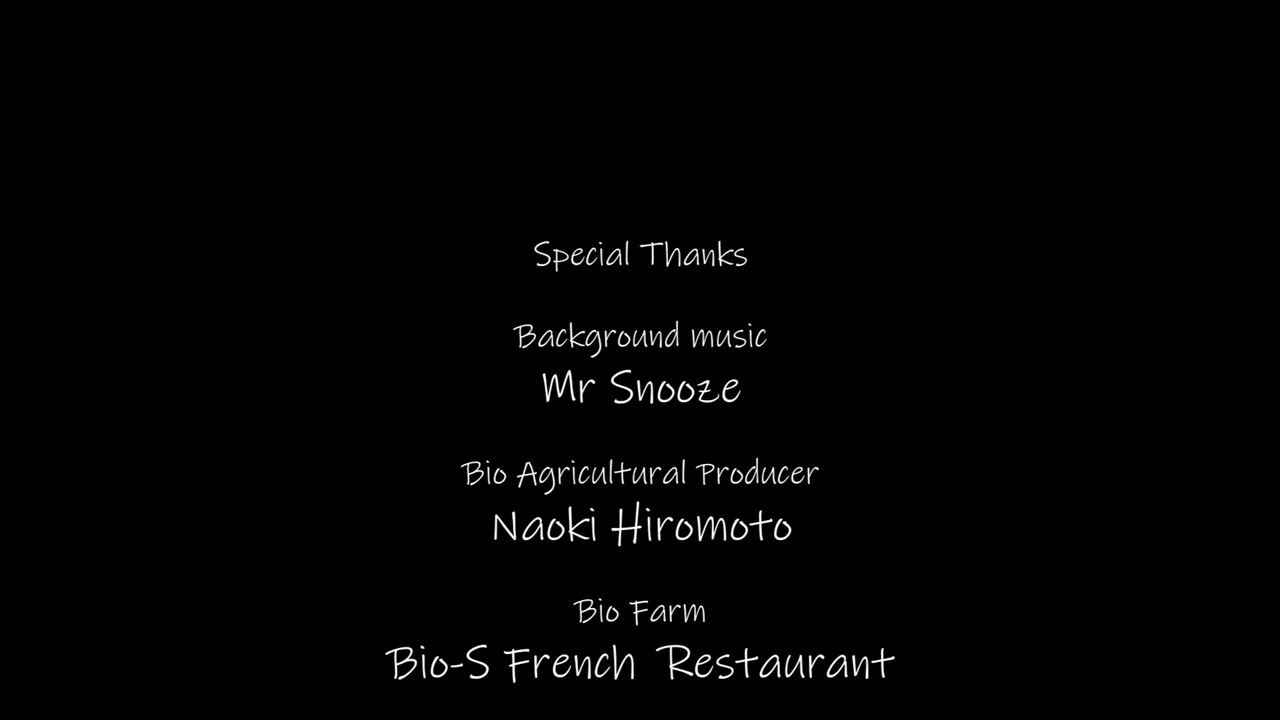 Special Thanks
Background music
Mr Snooze
Bio Agricultural Producer
Naoki Hiromoto
Bio Farm
Bio-S French Restaurant